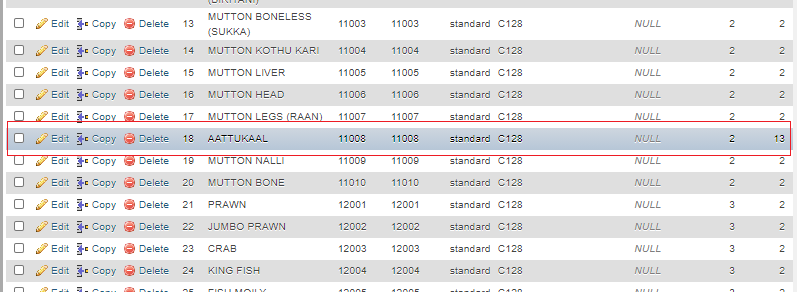 (DIKHANI)
Edit Copy Delete 13 MUTTON BONELESS (SUKKA) 11003 11003 standard C128 NULL 2 2
Edit Copy Delete 14 MUTTON KOTHU KARI 11004 11004 standard C128 NULL 2 2
Edit Copy Delete 15 MUTTON LIVER 11005 11005 standard C128 NULL 2 2
Edit Copy Delete 16 MUTTON HEAD 11006 11006 standard C128 NULL 2 2
Edit Copy Delete 17 MUTTON LEGS (RAAN) 11007 11007 standard C128 NULL 2 2
Edit Copy Delete 18 AATTUKAAL 11008 11008 standard C128 NULL 2 13
Edit Copy Delete 19 MUTTON NALLI 11009 11009 standard C128 NULL 2 2
Edit Copy Delete 20 MUTTON BONE 11010 11010 standard C128 NULL 2 2
Edit Copy Delete 21 PRAWN 12001 12001 standard C128 NULL 3 2
Edit Copy Delete 22 JUMBO PRAWN 12002 12002 standard C128 NULL 3 2
Edit Copy Delete 23 CRAB 12003 12003 standard C128 NULL 3 2
Edit Copy Delete 24 KING FISH 12004 12004 standard C128 NULL 3 2
Edit Copy Delete 25 FISH MOILY